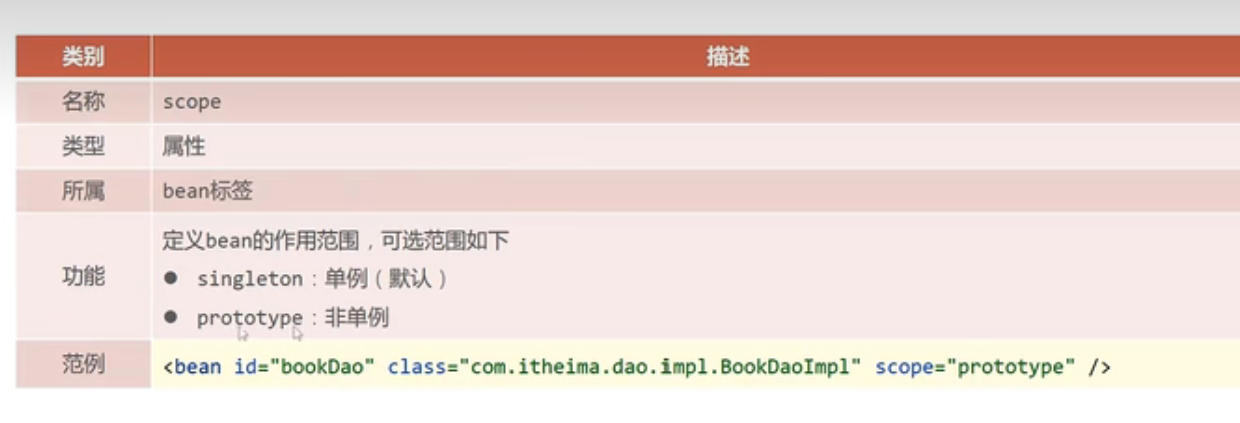 类别 描述
名称 scope
类型 属性
所属 bean标签
功能 定义bean的作用范围，可选范围如下
● singleton：单例（默认）
● prototype：非单例
范例 <bean id="bookDao" class="com.itheima.dao.impl.BookDaoImpl" scope="prototype" />